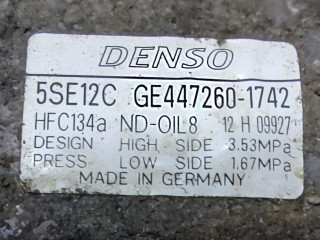 DENSO
5SE12C GE447260-1742
HFC134a ND-OIL8 12 H 09927
DESIGN HIGH SIDE 3.53MPa
PRESS LOW SIDE 1.67MPa
MADE IN GERMANY